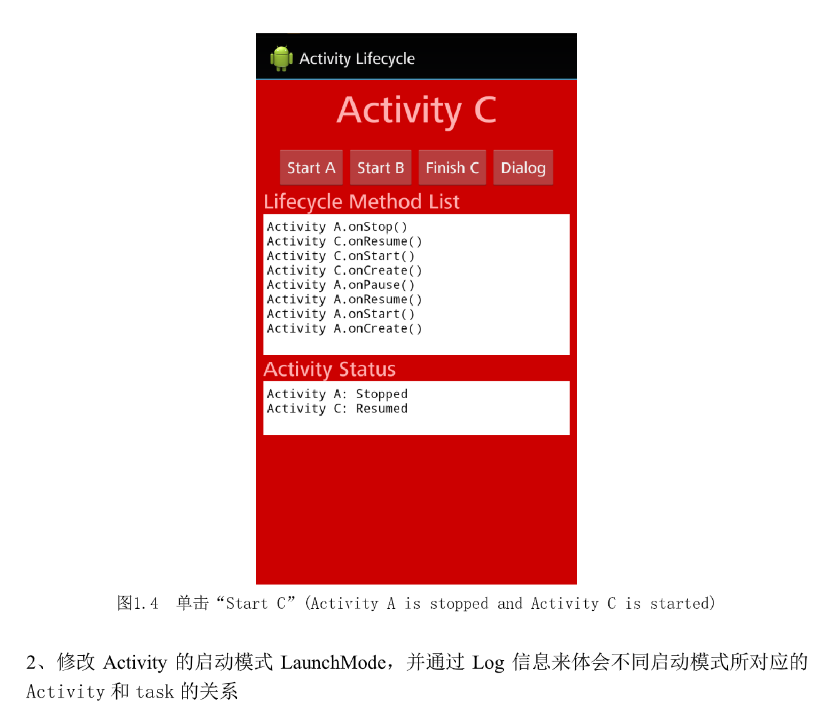 Activity Lifecycle
Activity C
Start A Start B Finish C Dialog
Lifecycle Method List
Activity A.onStop()
Activity C.onResume()
Activity C.onStart()
Activity C.onCreate()
Activity A.onPause()
Activity A.onResume()
Activity A.onStart()
Activity A.onCreate()
Activity Status
Activity A: Stopped
Activity C: Resumed
图1.4 单击“Start C”(Activity A is stopped and Activity C is started)
2、修改 Activity 的启动模式 LaunchMode，并通过 Log 信息来体会不同启动模式所对应的
Activity 和 task 的关系